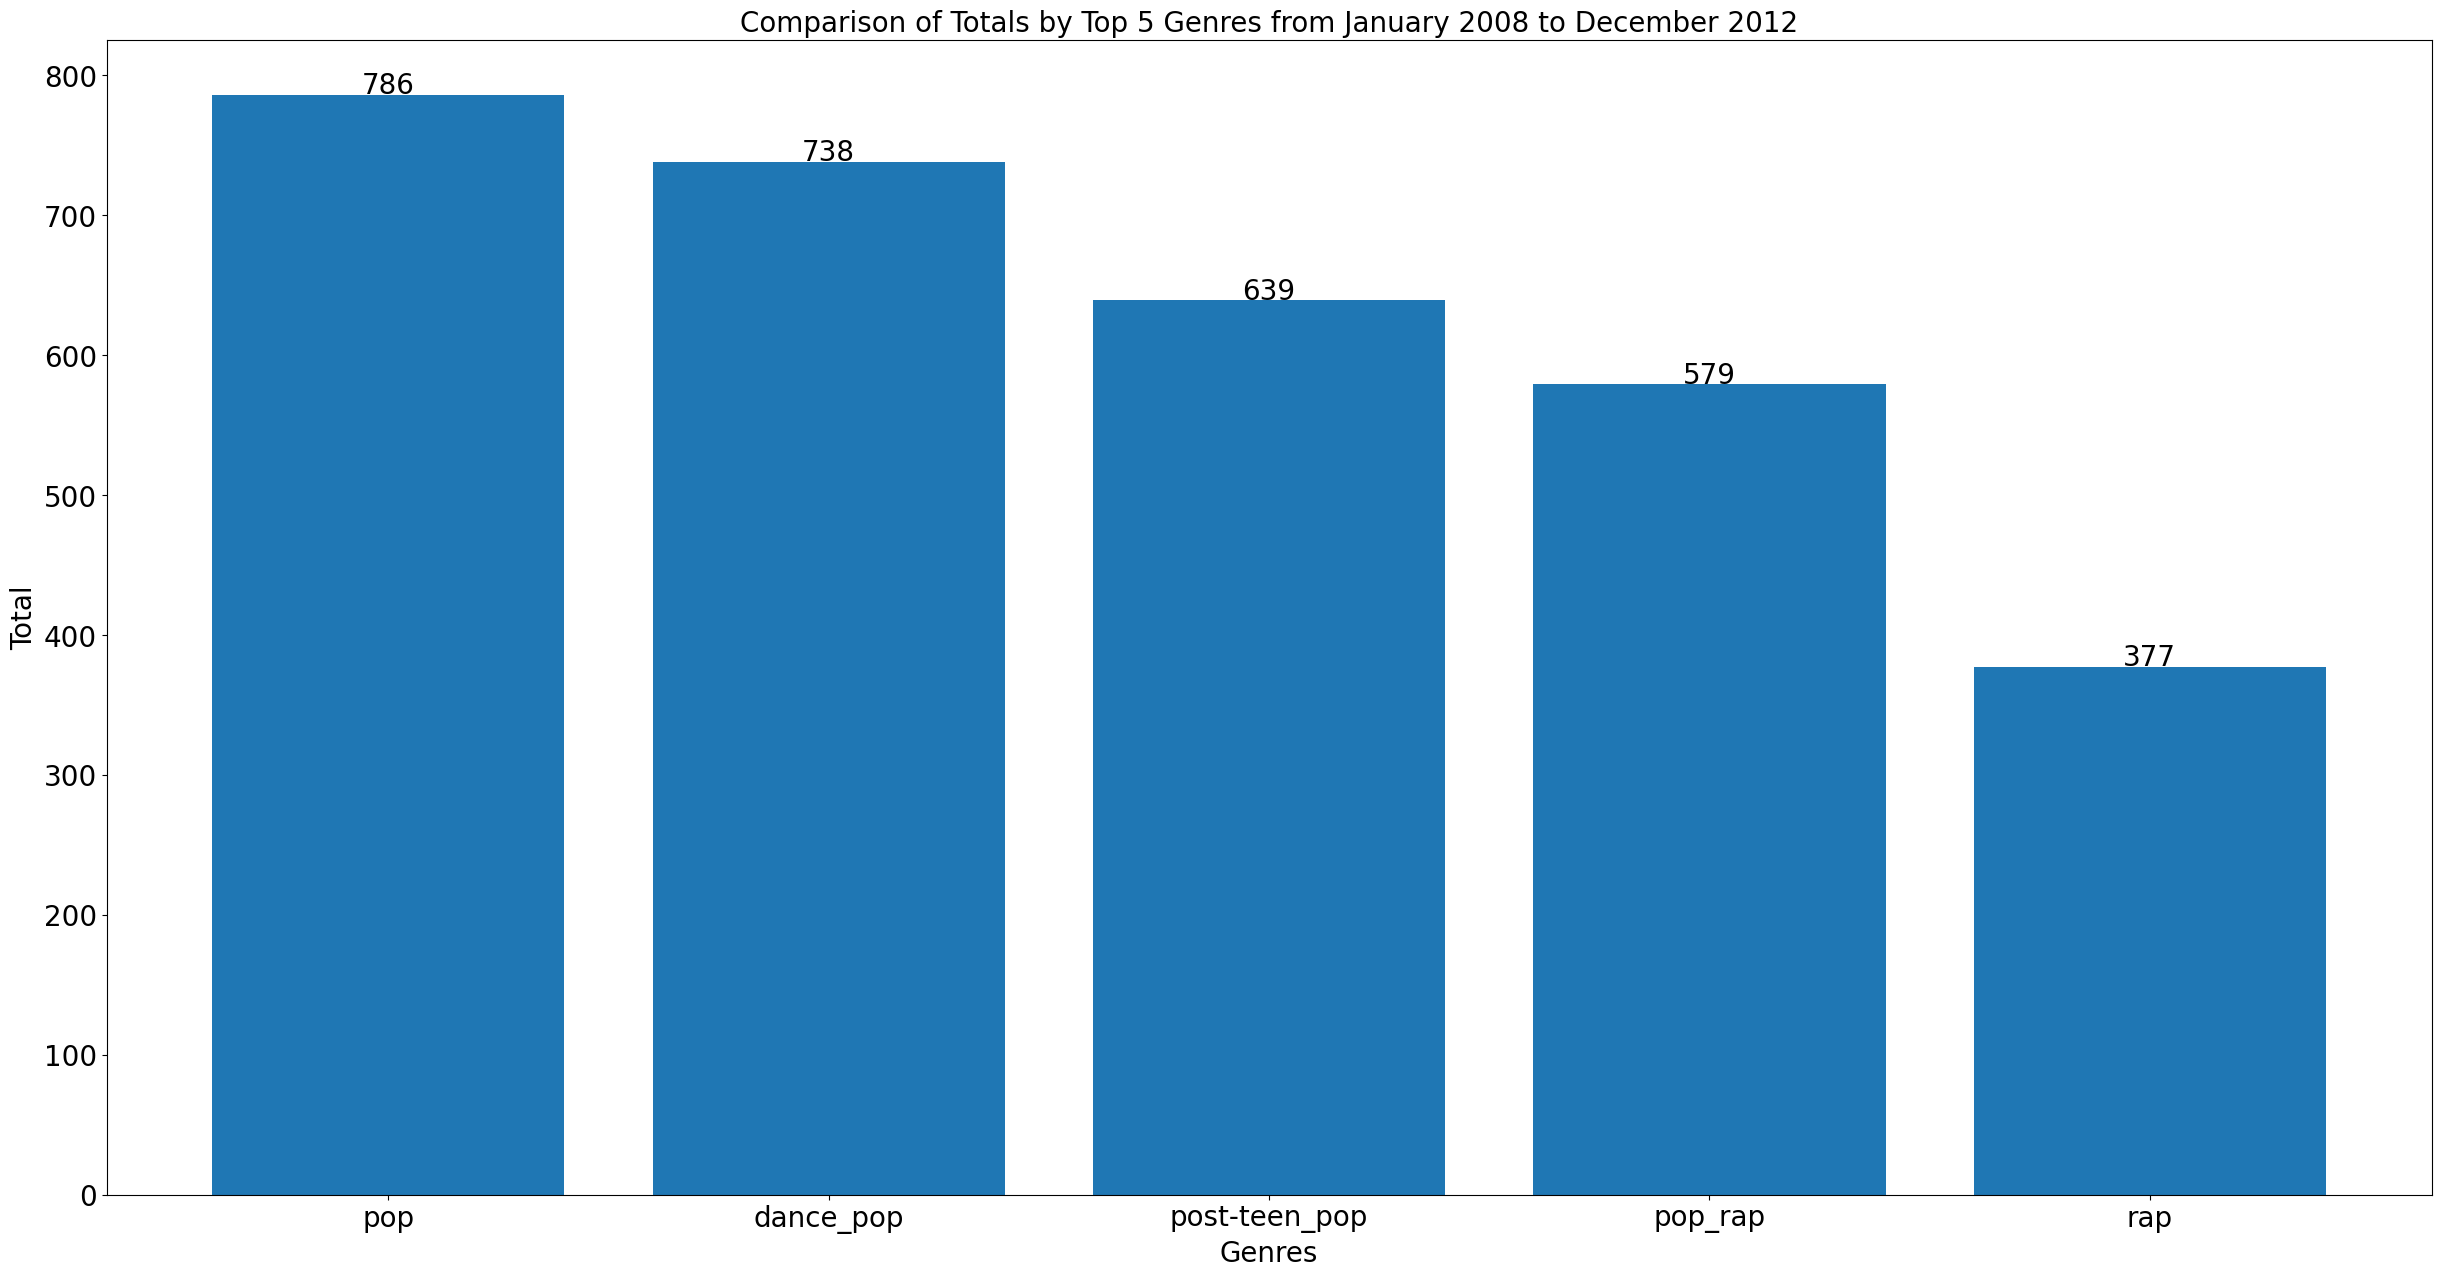 Comparison of Totals by Top 5 Genres from January 2008 to December 2012
800
700
600
500
400
300
200
100
0
Total
786
738
639
579
377
pop
dance_pop
post-teen_pop
pop_rap
rap
Genres